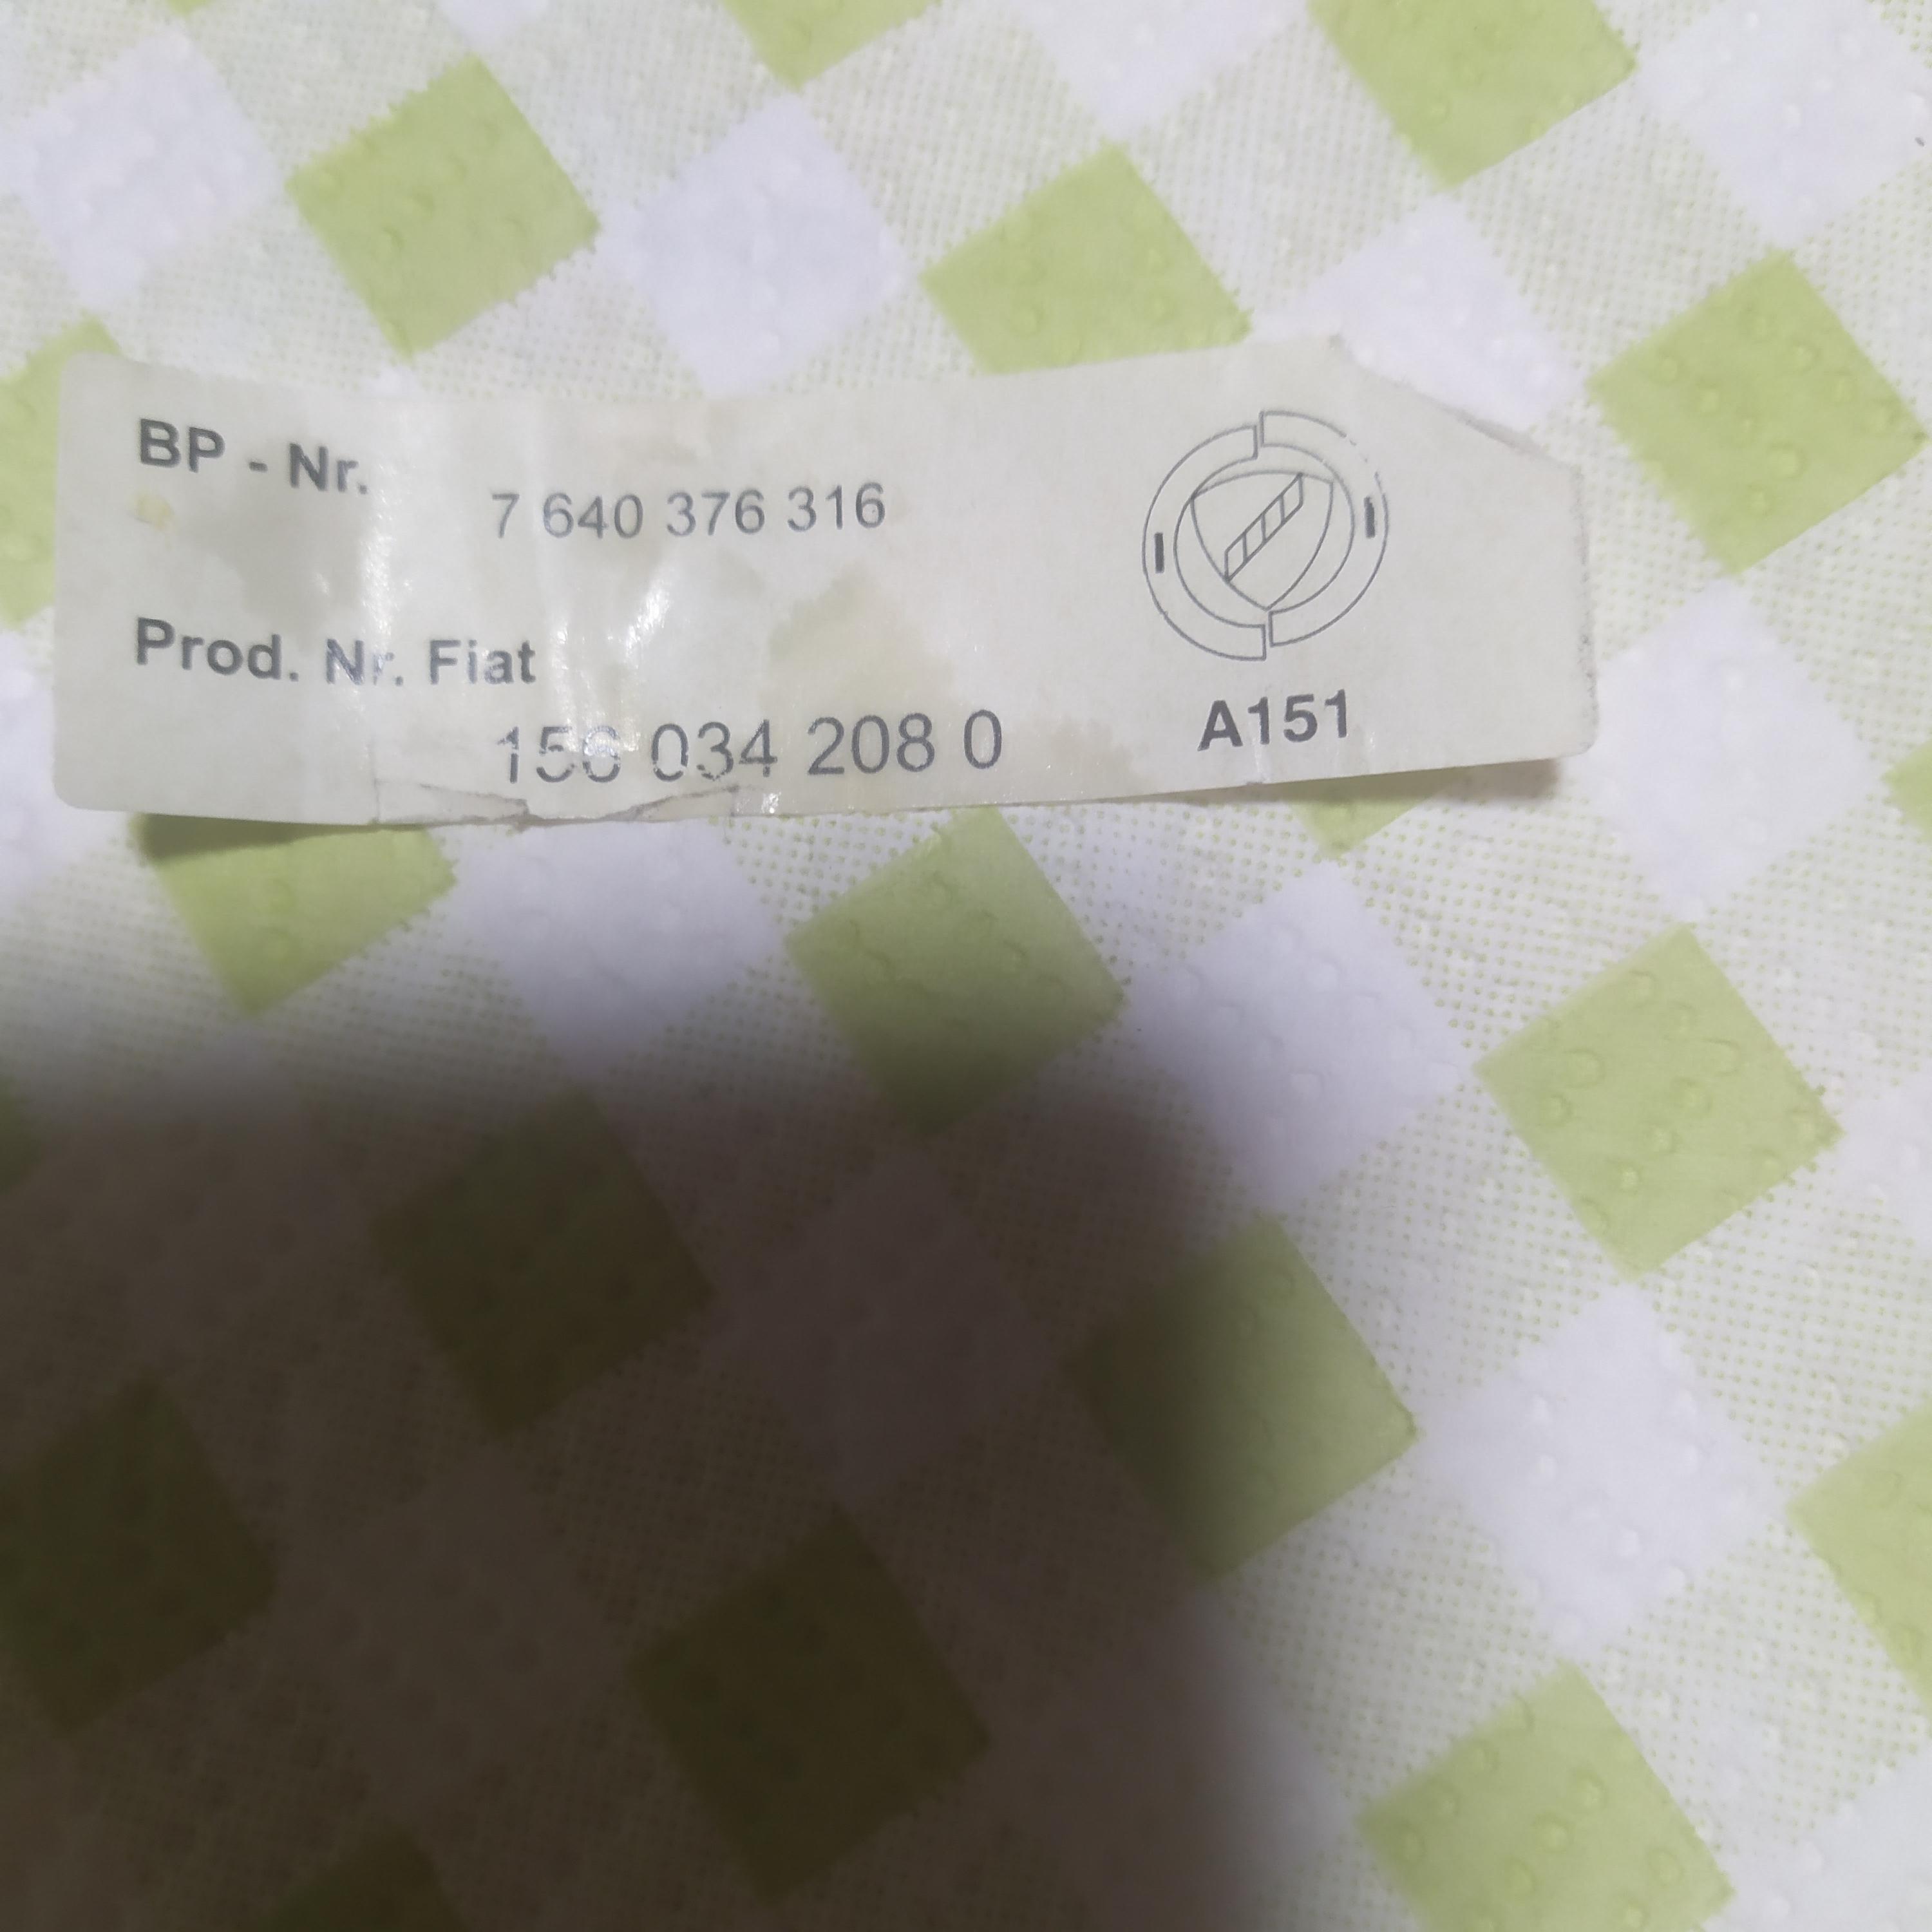 BP - Nr.
7 640 376 316
Prod. Nr. Fiat
156 034 208 0
A151